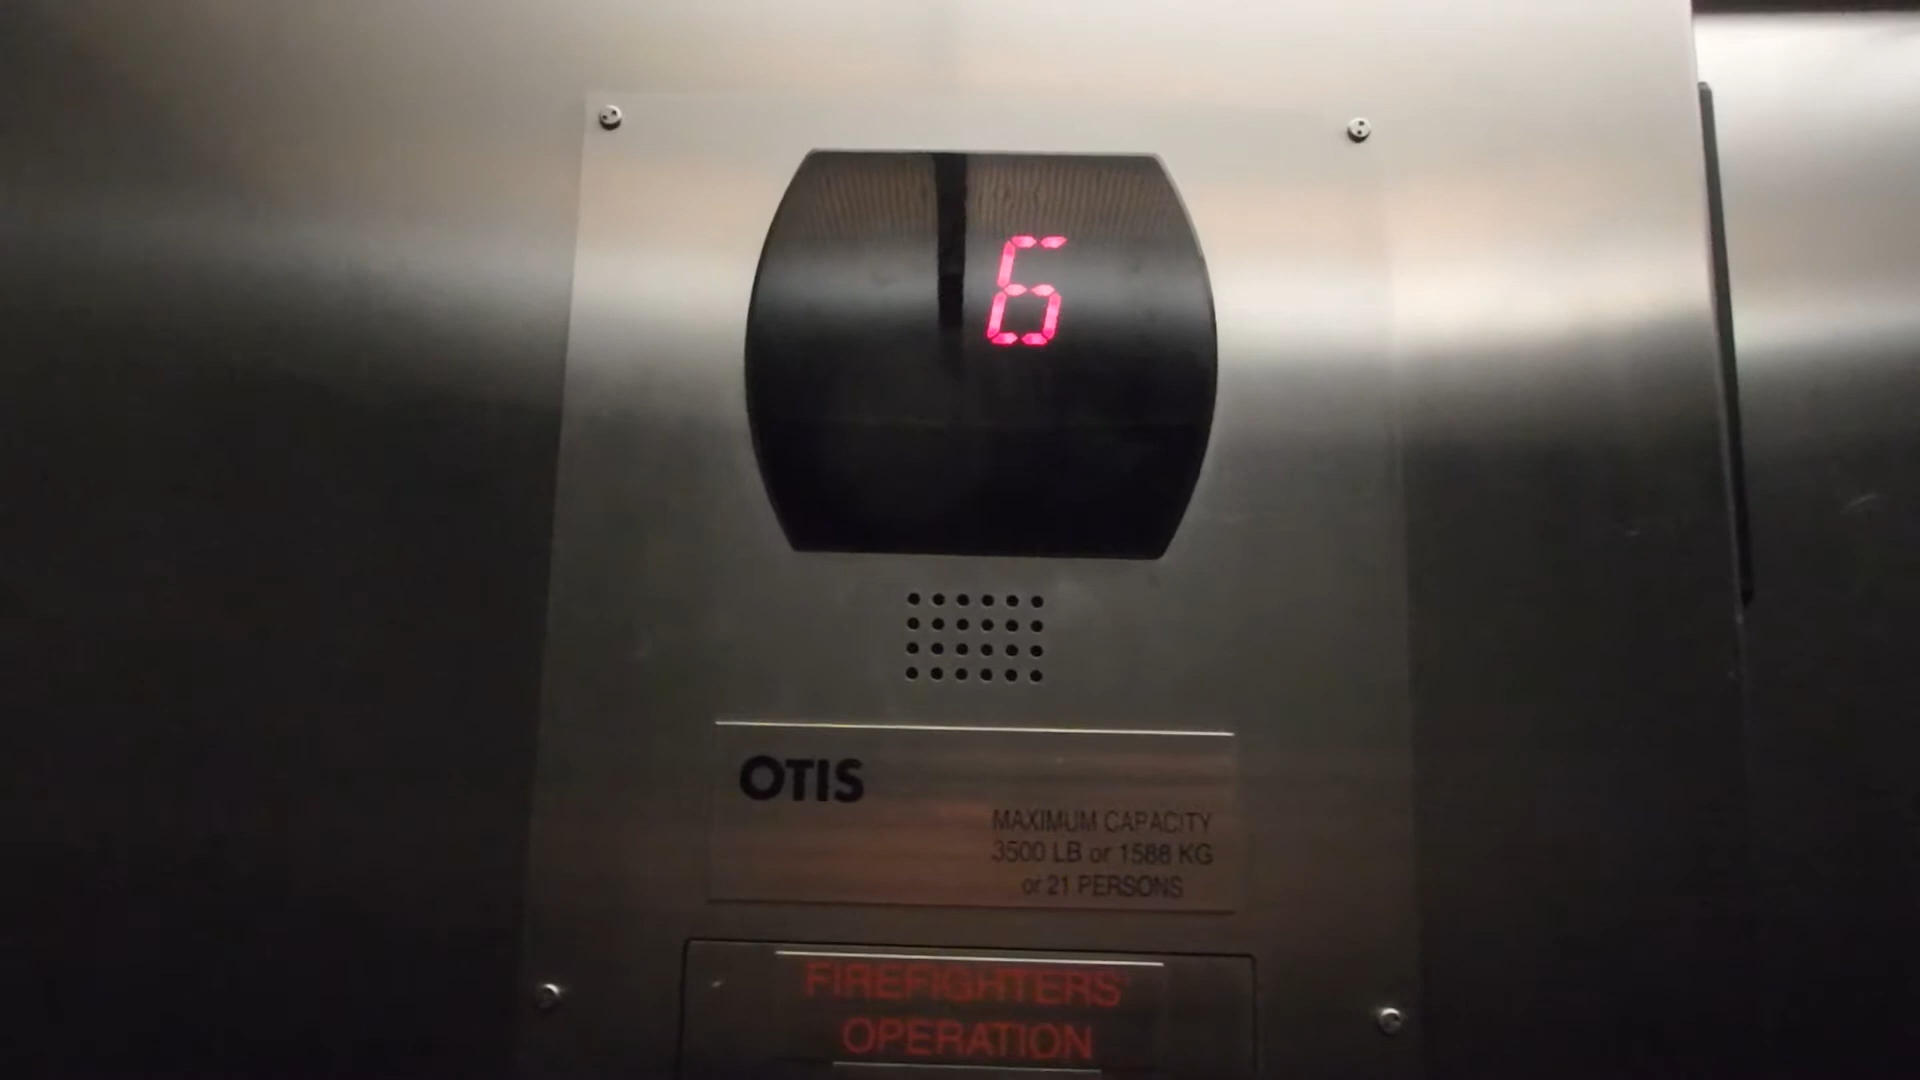 6
OTIS
MAXIMUM CAPACITY
3500 LB or 1588 KG
or 21 PERSONS
FIREFIGHTERS'
OPERATION